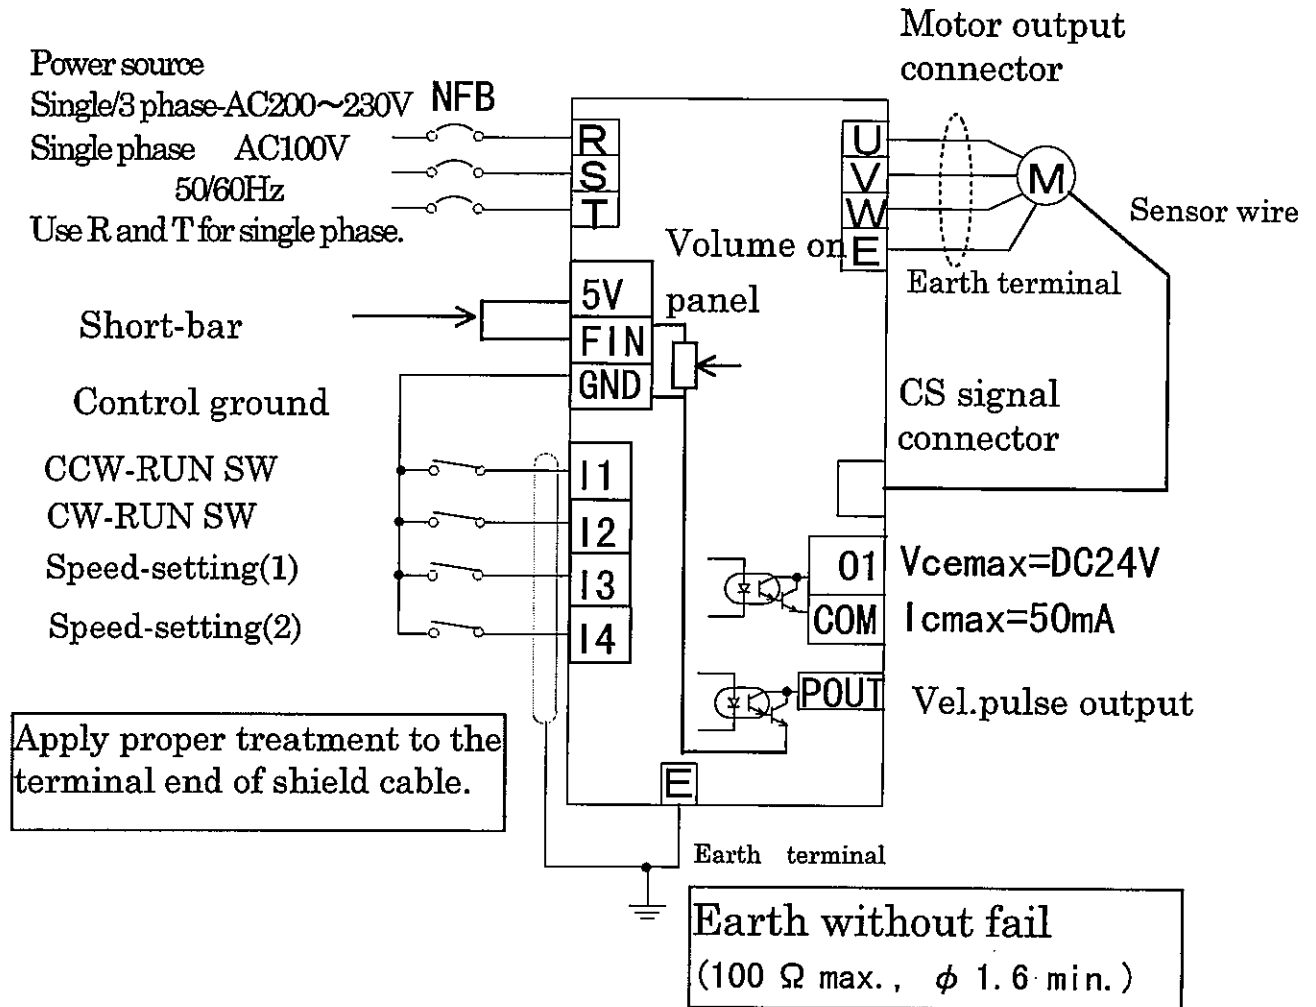 Motor output
connector
Power source
Single/3 phase-AC200～230V
NFB
Single phase AC100V
50/60Hz
Use R and T for single phase.
R
S
T
U
V
W
E
M
Sensor wire
Volume on
panel
Earth terminal
5V
FIN
GND
Short-bar
Control ground
CS signal
connector
CCW-RUN SW
CW-RUN SW
Speed-setting(1)
Speed-setting(2)
I1
I2
I3
I4
O1
COM
Vcemax=DC24V
Icmax=50mA
POUT
Vel.pulse output
Apply proper treatment to the
terminal end of shield cable.
E
Earth terminal
Earth without fail
(100 Ω max., φ 1.6 min.)